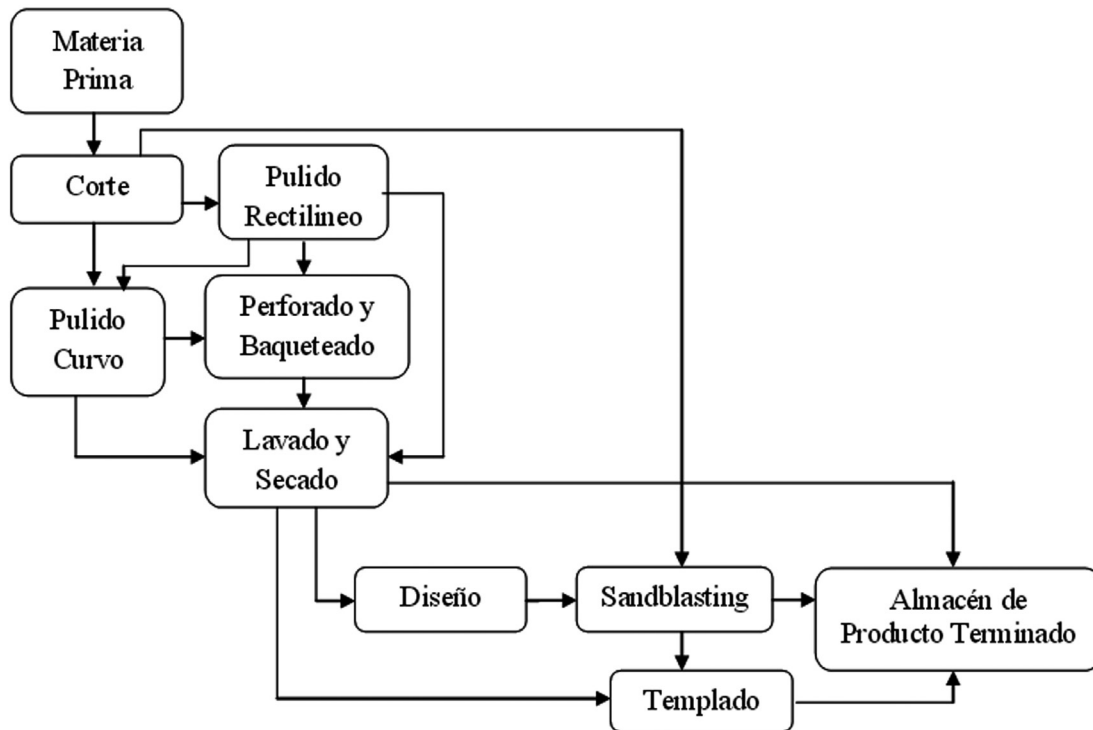 Materia
Prima
Corte
Pulido
Rectilineo
Pulido
Curvo
Perforado y
Baqueteado
Lavado y
Secado
Diseño
Sandblasting
Almacén de
Producto Terminado
Templado